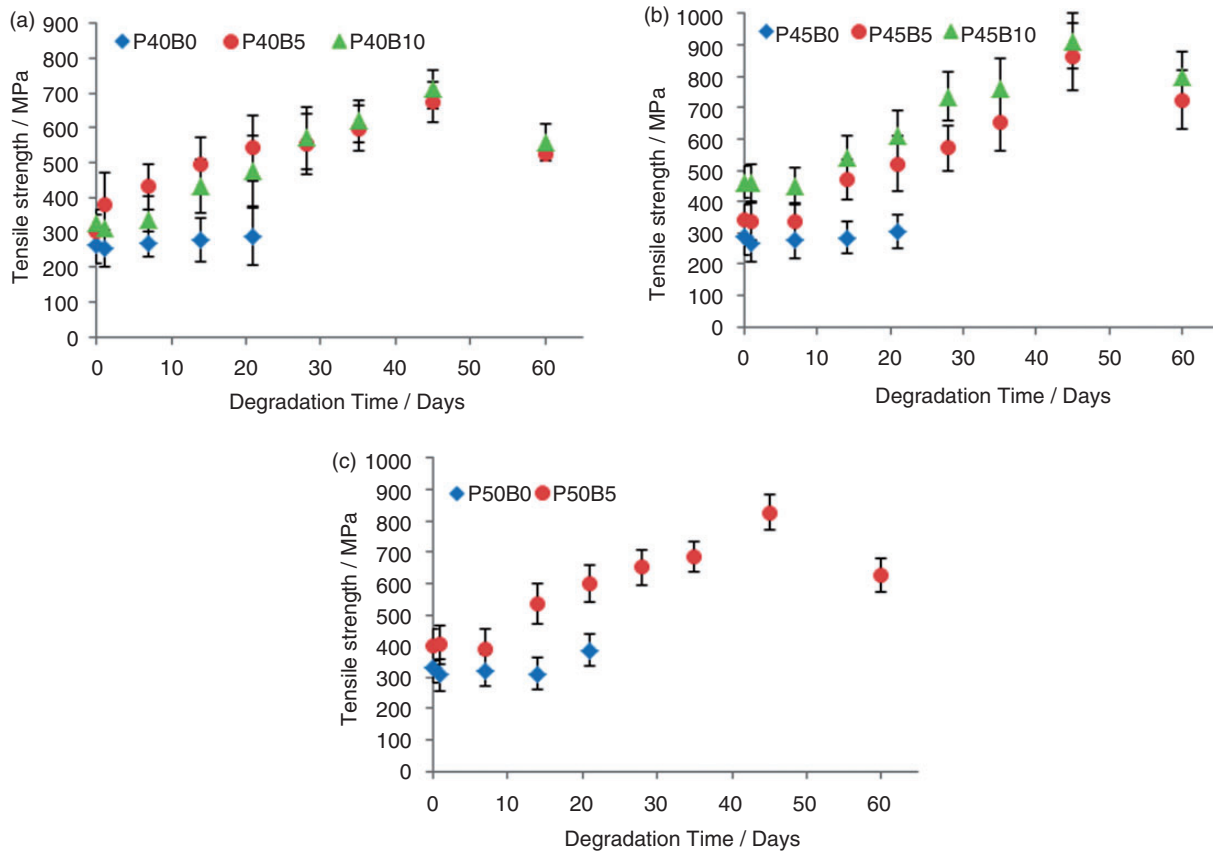 (a)
P40B0 P40B5 P40B10
Tensile strength / MPa
900
800
700
600
500
400
300
200
100
0
0 10 20 30 40 50 60
Degradation Time / Days
(b)
P45B0 P45B5 P45B10
Tensile strength / MPa
1000
900
800
700
600
500
400
300
200
100
0
0 10 20 30 40 50 60
Degradation Time / Days
(c)
P50B0 P50B5
Tensile strength / MPa
1000
900
800
700
600
500
400
300
200
100
0
0 10 20 30 40 50 60
Degradation Time / Days